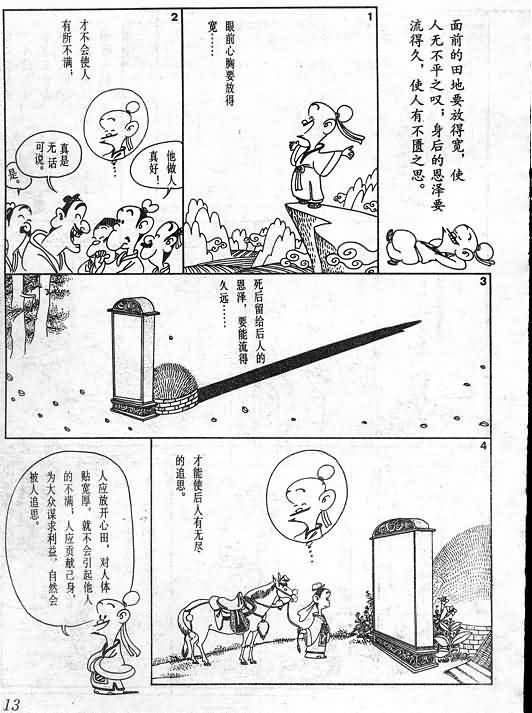 面前的田地要放得宽，使
人无不平之叹；身后的恩泽要
流得久，使人有不匮之思。
1
眼前心胸要放得
宽……
2
才不会使人
有所不满；
他做人
真好！
真是
无话
可说。
是。
3
死后留给后人的
恩泽，要能流得
久远……
4
才能使后人有无尽
的追思。
人应放开心田，对人体
贴宽厚，就不会引起他人
的不满；人应贡献己身，
为大众谋求利益，自然会
被人追思。
13